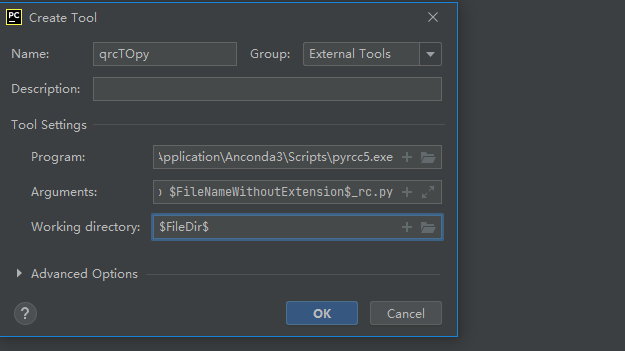 PC Create Tool
Name: qrcTOpy Group: External Tools
Description:
Tool Settings
Program: \Application\Anconda3\Scripts\pyrcc5.exe
Arguments: $FileNameWithoutExtension$_rc.py
Working directory: $FileDir$
Advanced Options
? OK Cancel